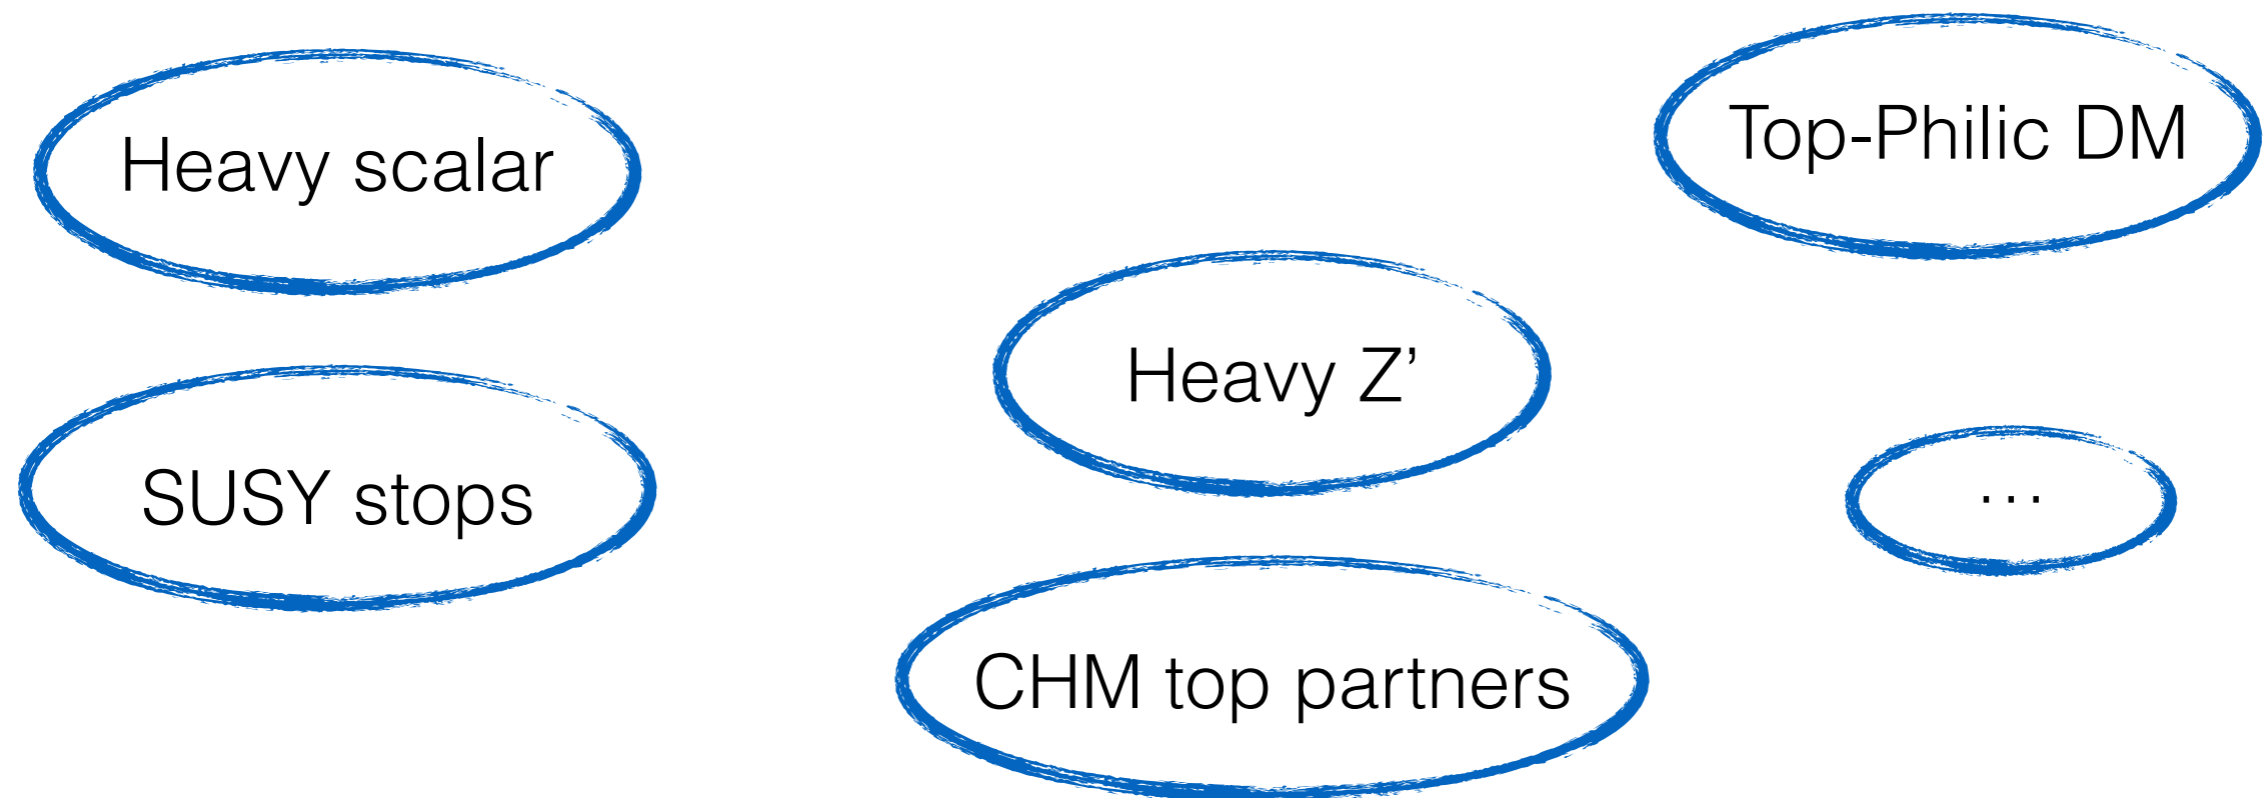 Heavy scalar
Top-Philic DM
Heavy Z’
SUSY stops
...
CHM top partners